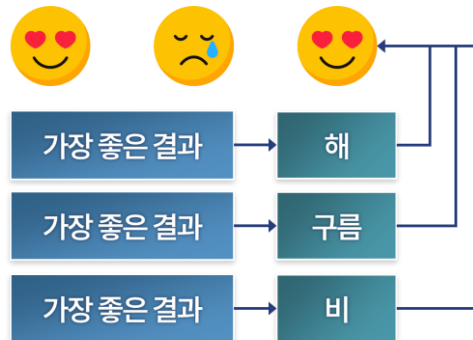 가장 좋은 결과 해
가장 좋은 결과 구름
가장 좋은 결과 비